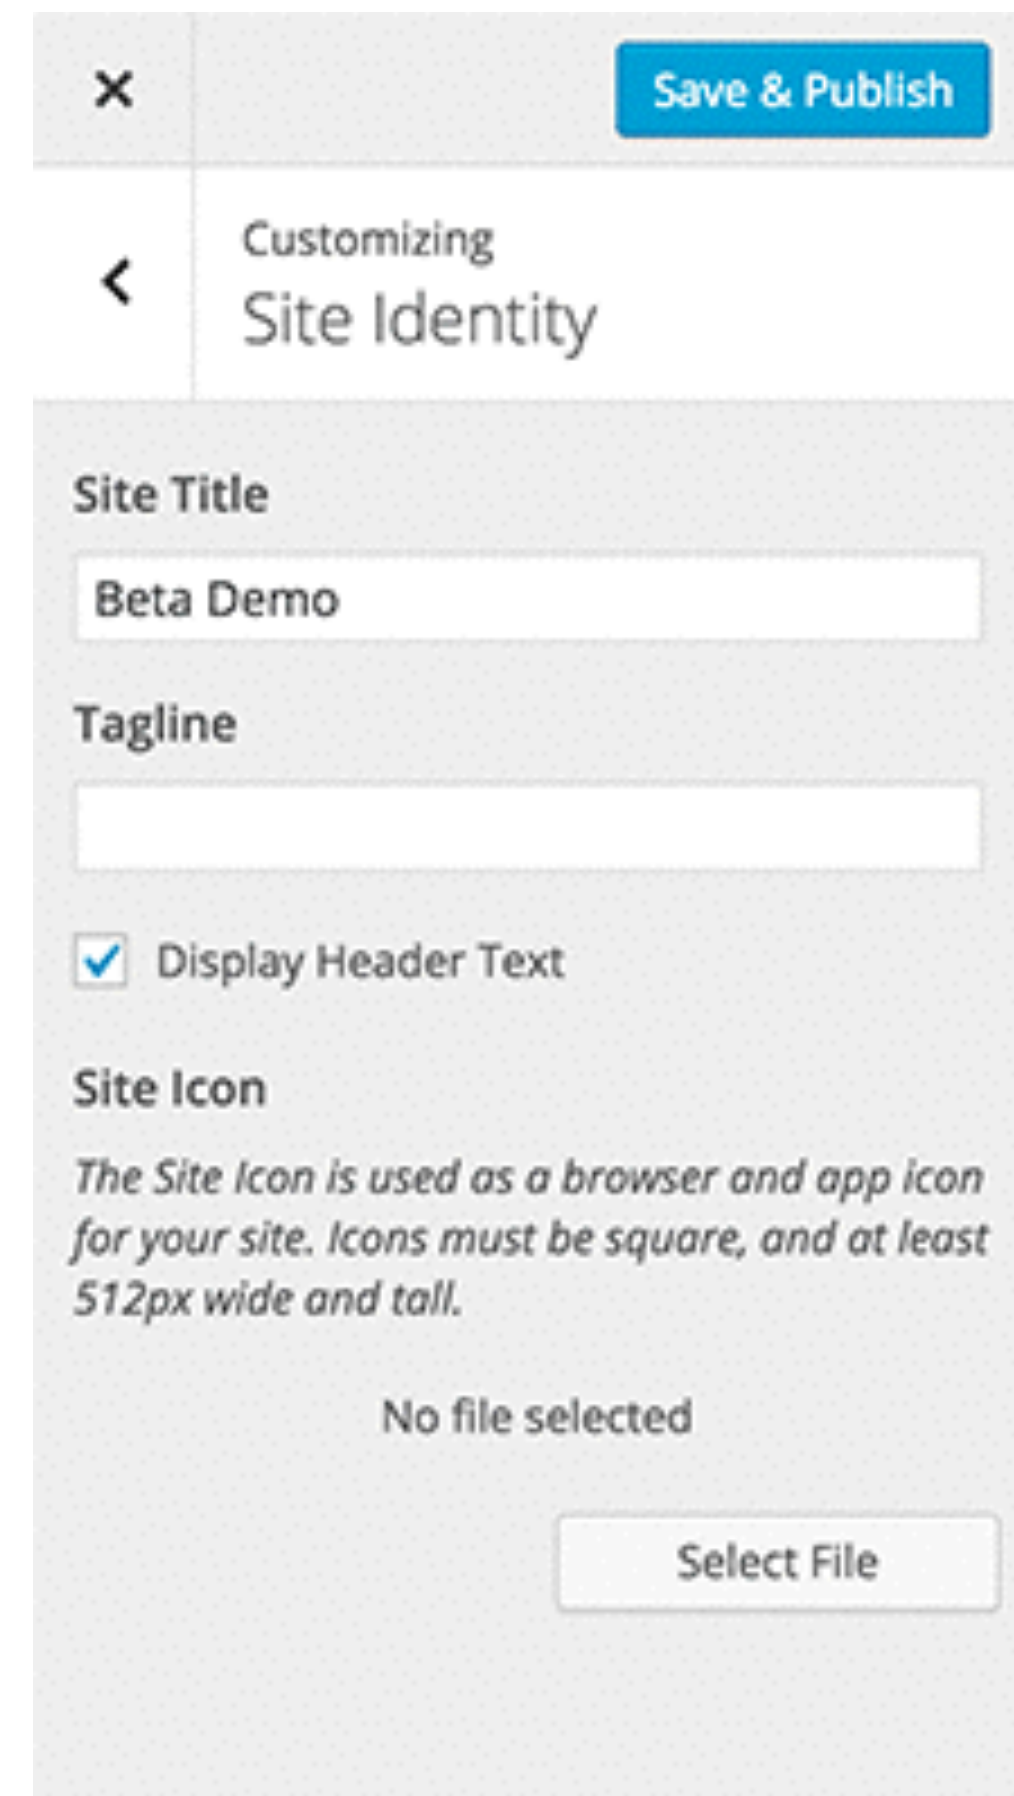 Save & Publish
Customizing
Site Identity
Site Title
Beta Demo
Tagline
Display Header Text
Site Icon
The Site Icon is used as a browser and app icon
for your site. Icons must be square, and at least
512px wide and tall.
No file selected
Select File